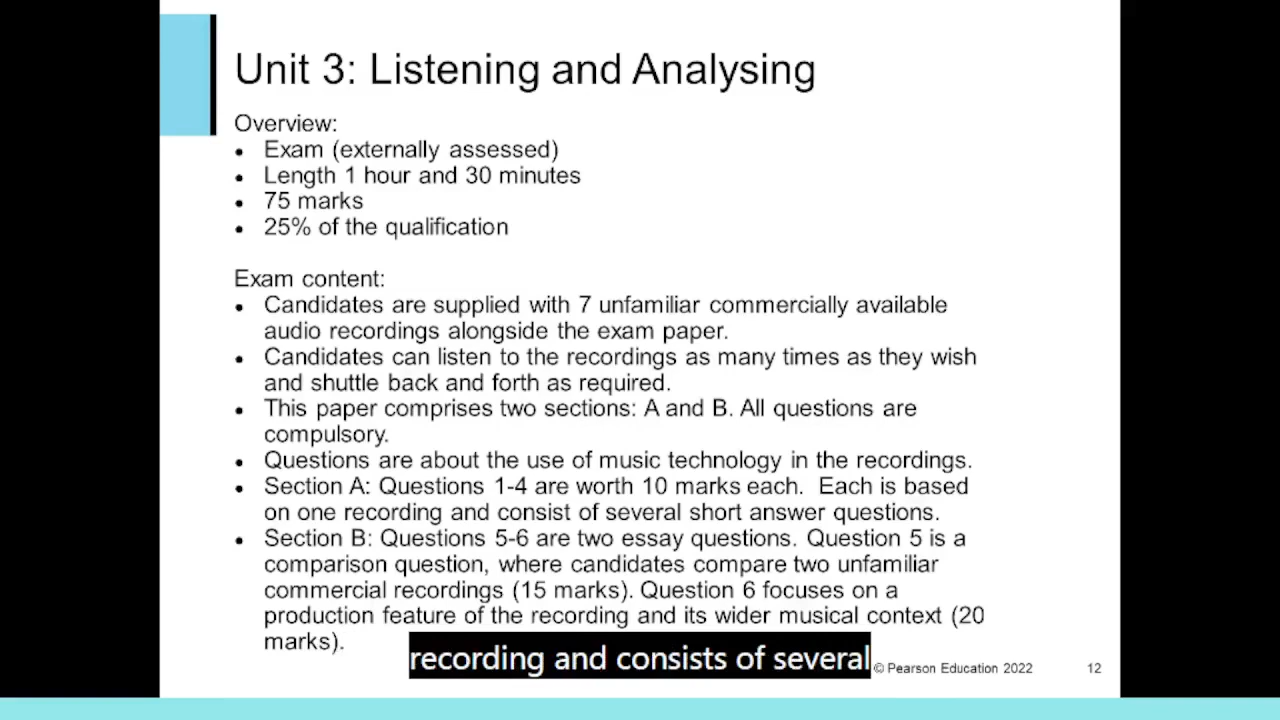 Unit 3: Listening and Analysing
Overview:
• Exam (externally assessed)
• Length 1 hour and 30 minutes
• 75 marks
• 25% of the qualification
Exam content:
• Candidates are supplied with 7 unfamiliar commercially available
audio recordings alongside the exam paper.
• Candidates can listen to the recordings as many times as they wish
and shuttle back and forth as required.
• This paper comprises two sections: A and B. All questions are
compulsory.
• Questions are about the use of music technology in the recordings.
• Section A: Questions 1-4 are worth 10 marks each.  Each is based
on one recording and consist of several short answer questions.
• Section B: Questions 5-6 are two essay questions. Question 5 is a
comparison question, where candidates compare two unfamiliar
commercial recordings (15 marks). Question 6 focuses on a
production feature of the recording and its wider musical context (20
marks).
recording and consists of several
© Pearson Education 2022
12